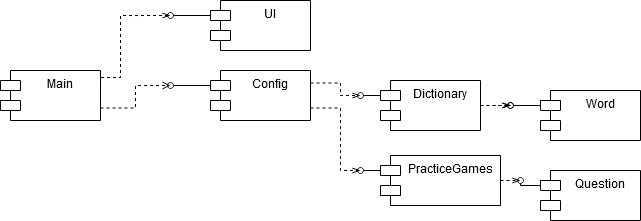 UI
Main
Config
Dictionary
Word
PracticeGames
Question